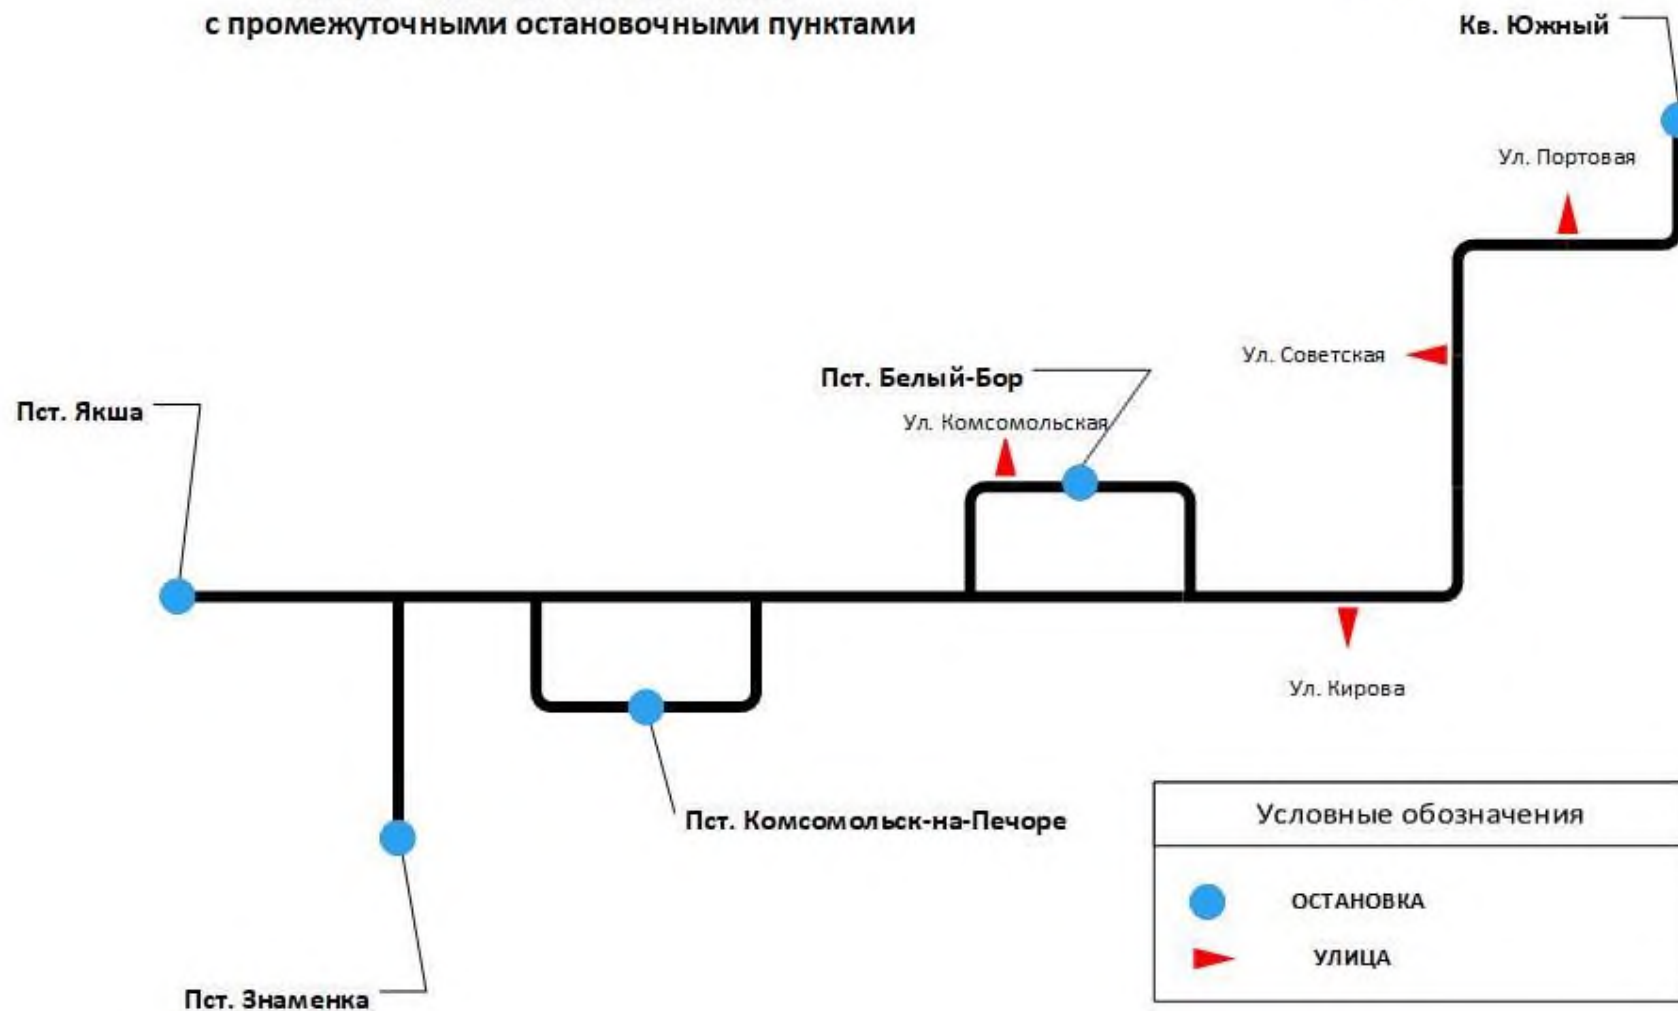 с промежуточными остановочными пунктами
Кв. Южный
Ул. Портовая
Ул. Советская
Пст. Белый-Бор
Ул. Комсомольская
Пст. Якша
Ул. Кирова
Пст. Комсомольск-на-Печоре
Пст. Знаменка
Условные обозначения
ОСТАНОВКА
УЛИЦА